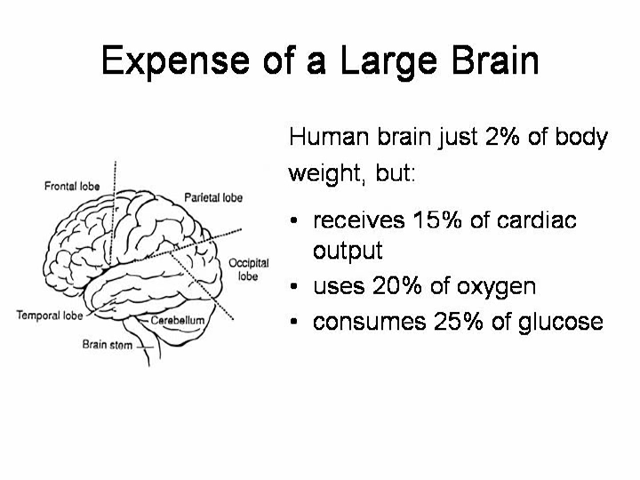 Expense of a Large Brain
Human brain just 2% of body
weight, but:
• receives 15% of cardiac
output
• uses 20% of oxygen
• consumes 25% of glucose
Frontal lobe
Parietal lobe
Occipital
lobe
Temporal lobe
Cerebellum
Brain stem